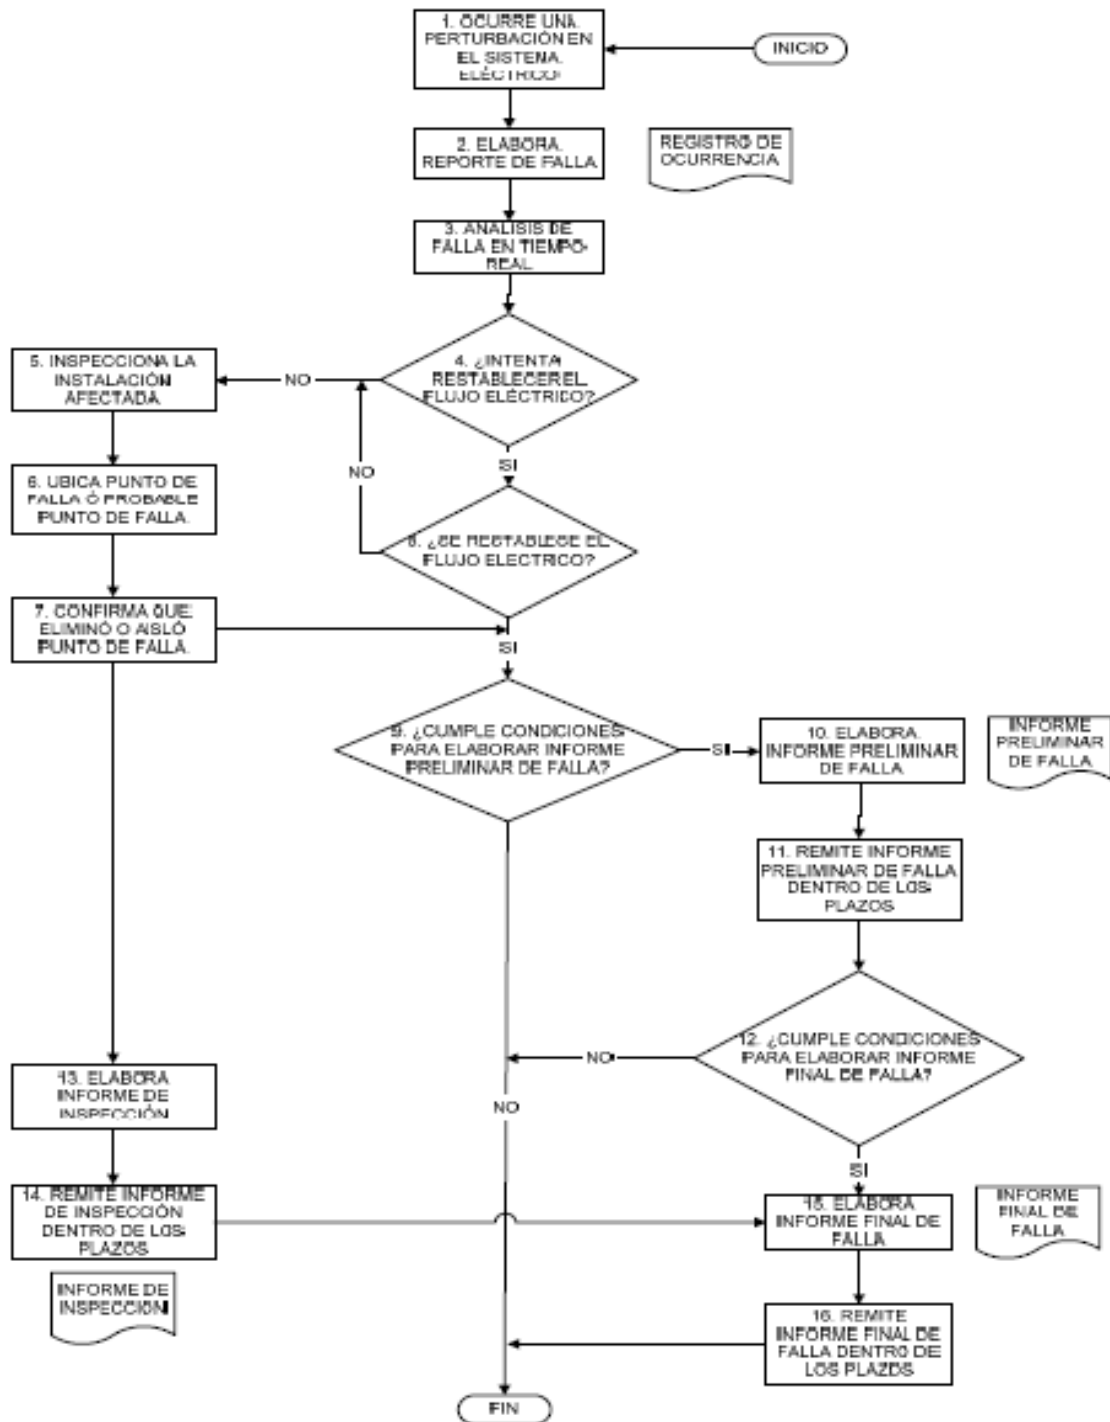 1. OCURRE UNA
PERTURBACIÓN EN
EL SISTEMA
ELÉCTRICO
INICIO
2. ELABORA
REPORTE DE FALLA
REGISTRO DE
OCURRENCIA
3. ANALISIS DE
FALLA EN TIEMPO
REAL
4. ¿INTENTA
RESTABLECER EL
FLUJO ELÉCTRICO?
NO
5. INSPECCIONA LA
INSTALACIÓN
AFECTADA
SI
NO
6. UBICA PUNTO DE
FALLA Ó PROBABLE
PUNTO DE FALLA.
8. ¿SE RESTABLECE EL
FLUJO ELECTRICO?
7. CONFIRMA QUE
ELIMINÓ O AISLÓ
PUNTO DE FALLA.
SI
9. ¿CUMPLE CONDICIONES
PARA ELABORAR INFORME
PRELIMINAR DE FALLA?
SI
10. ELABORA
INFORME PRELIMINAR
DE FALLA
INFORME
PRELIMINAR
DE FALLA
11. REMITE INFORME
PRELIMINAR DE FALLA
DENTRO DE LOS
PLAZOS
12. ¿CUMPLE CONDICIONES
PARA ELABORAR INFORME
FINAL DE FALLA?
NO
NO
13. ELABORA
INFORME DE
INSPECCIÓN
SI
14. REMITE INFORME
DE INSPECCIÓN
DENTRO DE LOS
PLAZOS
15. ELABORA
INFORME FINAL DE
FALLA
INFORME
FINAL DE
FALLA
INFORME DE
INSPECCION
16. REMITE
INFORME FINAL DE
FALLA DENTRO DE
LOS PLAZOS
FIN